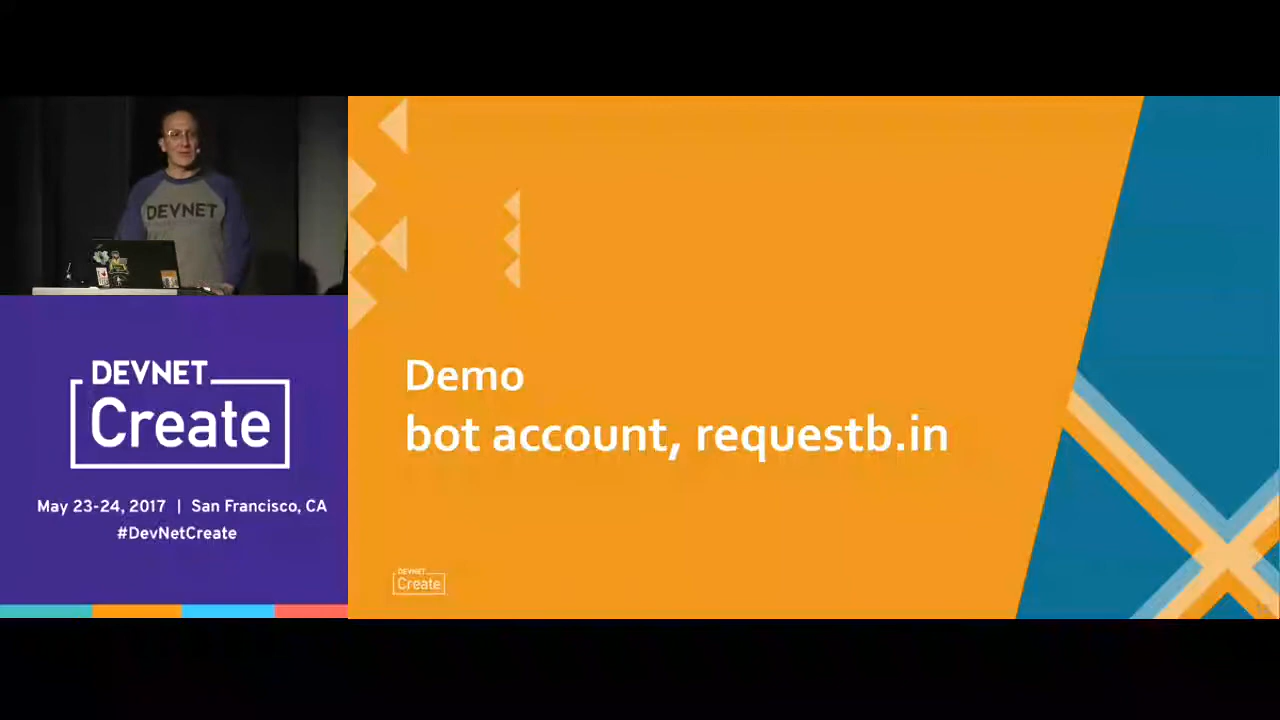 DEVNET
DEVNET
Create
May 23-24, 2017 | San Francisco, CA
#DevNetCreate
Demo
bot account, requestb.in
DEVNET
Create